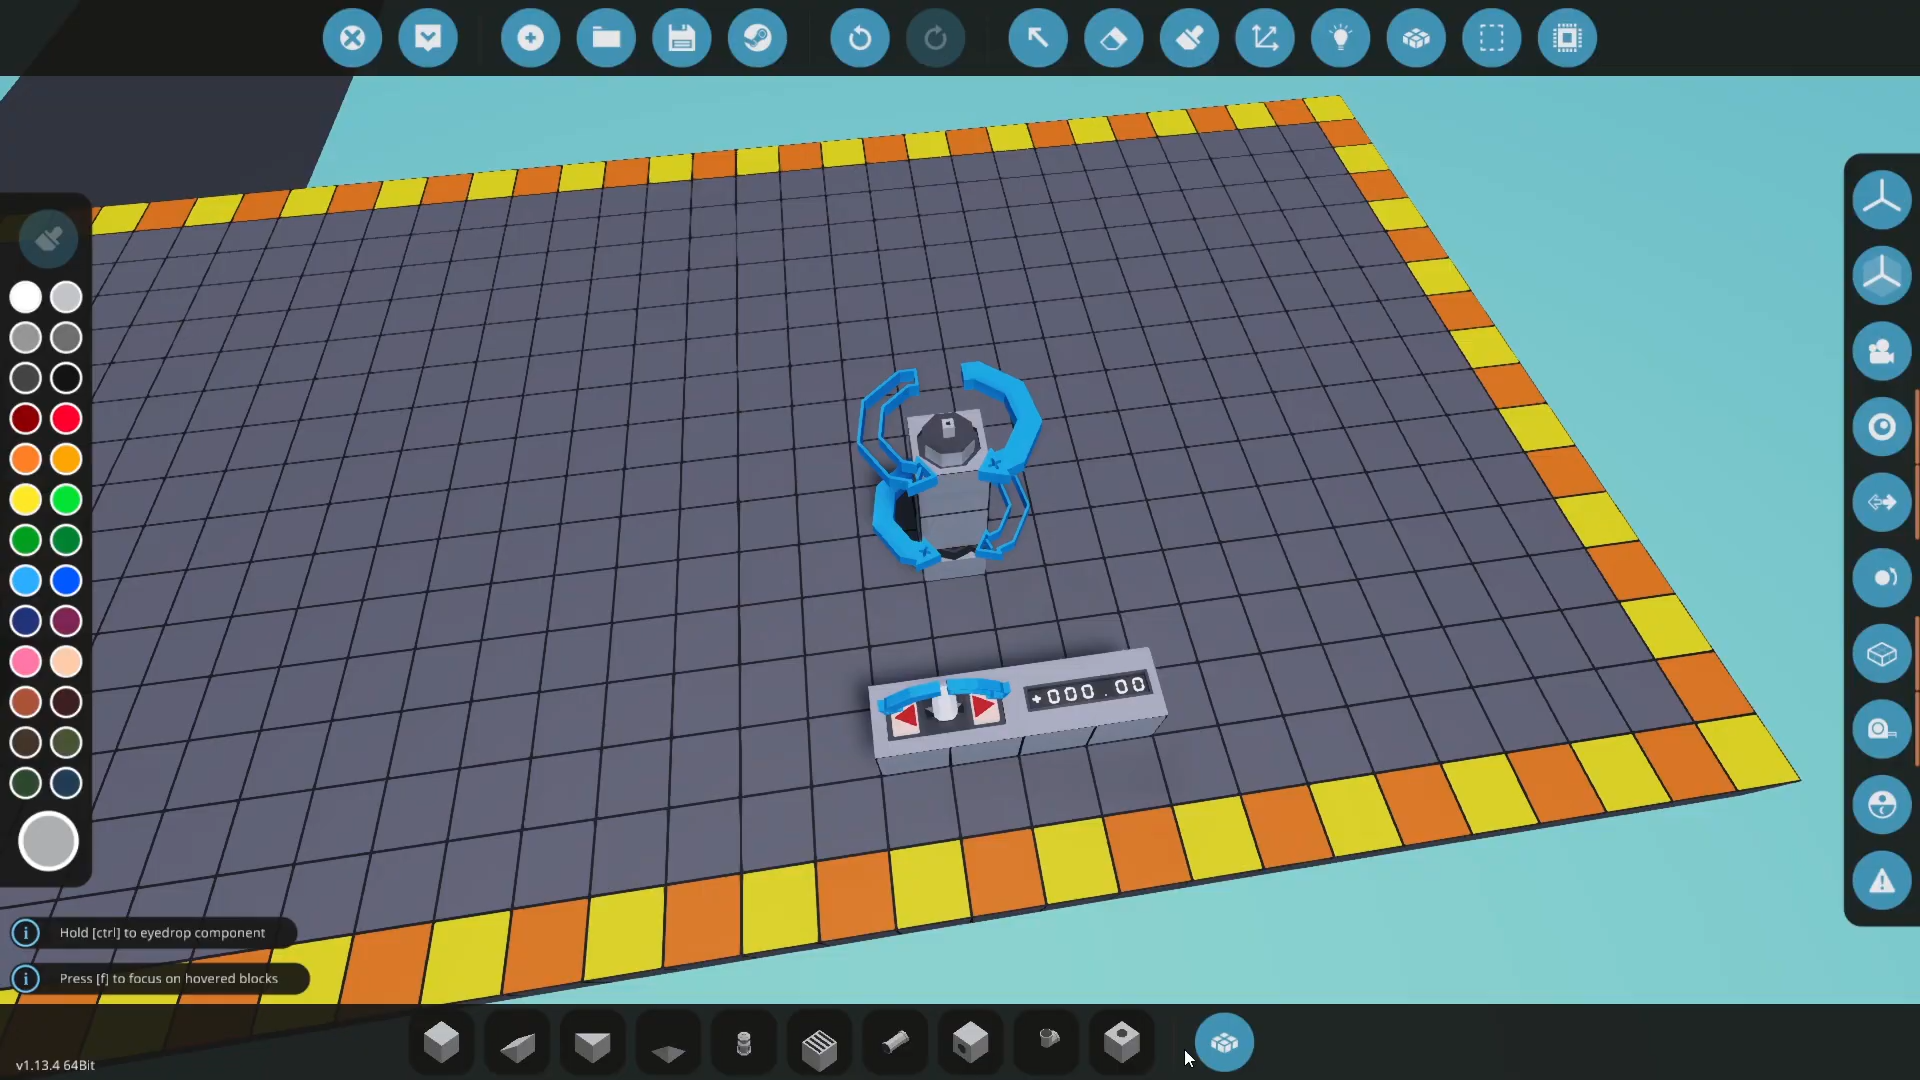 +000.00
Hold [ctrl] to eyedrop component
Press [f] to focus on hovered blocks
v1.13.4 64Bit